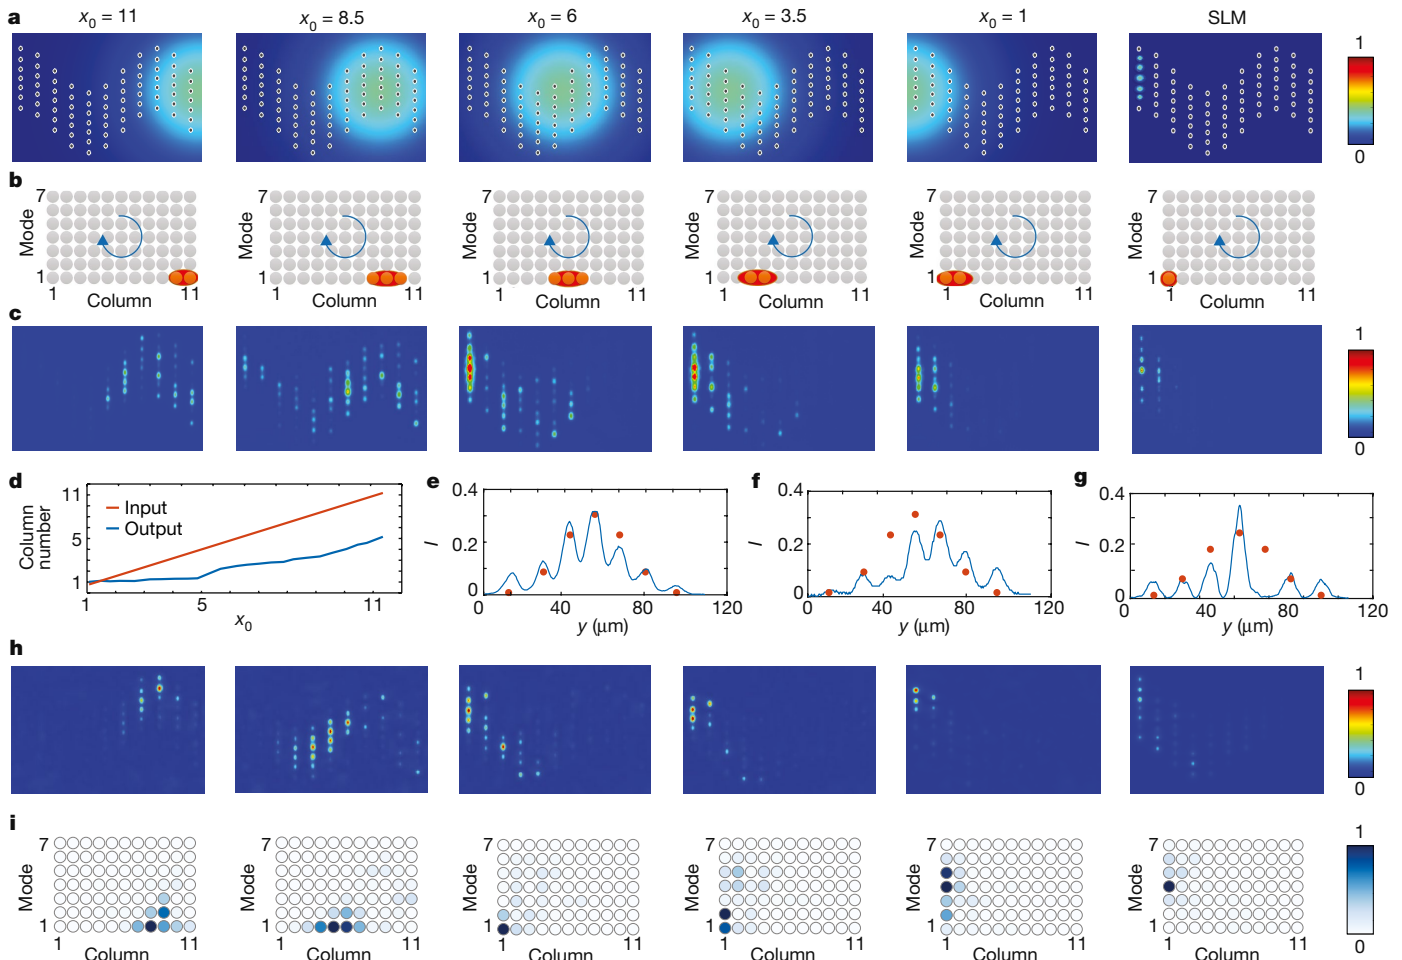 a x0 = 11 x0 = 8.5 x0 = 6 x0 = 3.5 x0 = 1 SLM
1
0
b
7 7 7 7 7 7
Mode Mode Mode Mode Mode Mode
1 1 1 1 1 1
1 Column 11 1 Column 11 1 Column 11 1 Column 11 1 Column 11 1 Column 11
c
1
0
d
Column number
11
5
1
Input
Output
1 5 11
x0
e
I
0.4
0.2
0
0 40 80 120
y (μm)
f
I
0.4
0.2
0
0 40 80 120
y (μm)
g
I
0.4
0.2
0
0 40 80 120
y (μm)
h
1
0
i
7 7 7 7 7 7
Mode Mode Mode Mode Mode Mode
1 1 1 1 1 1
1 11 1 11 1 11 1 11 1 11 1 11
Column Column Column Column Column Column
1
0